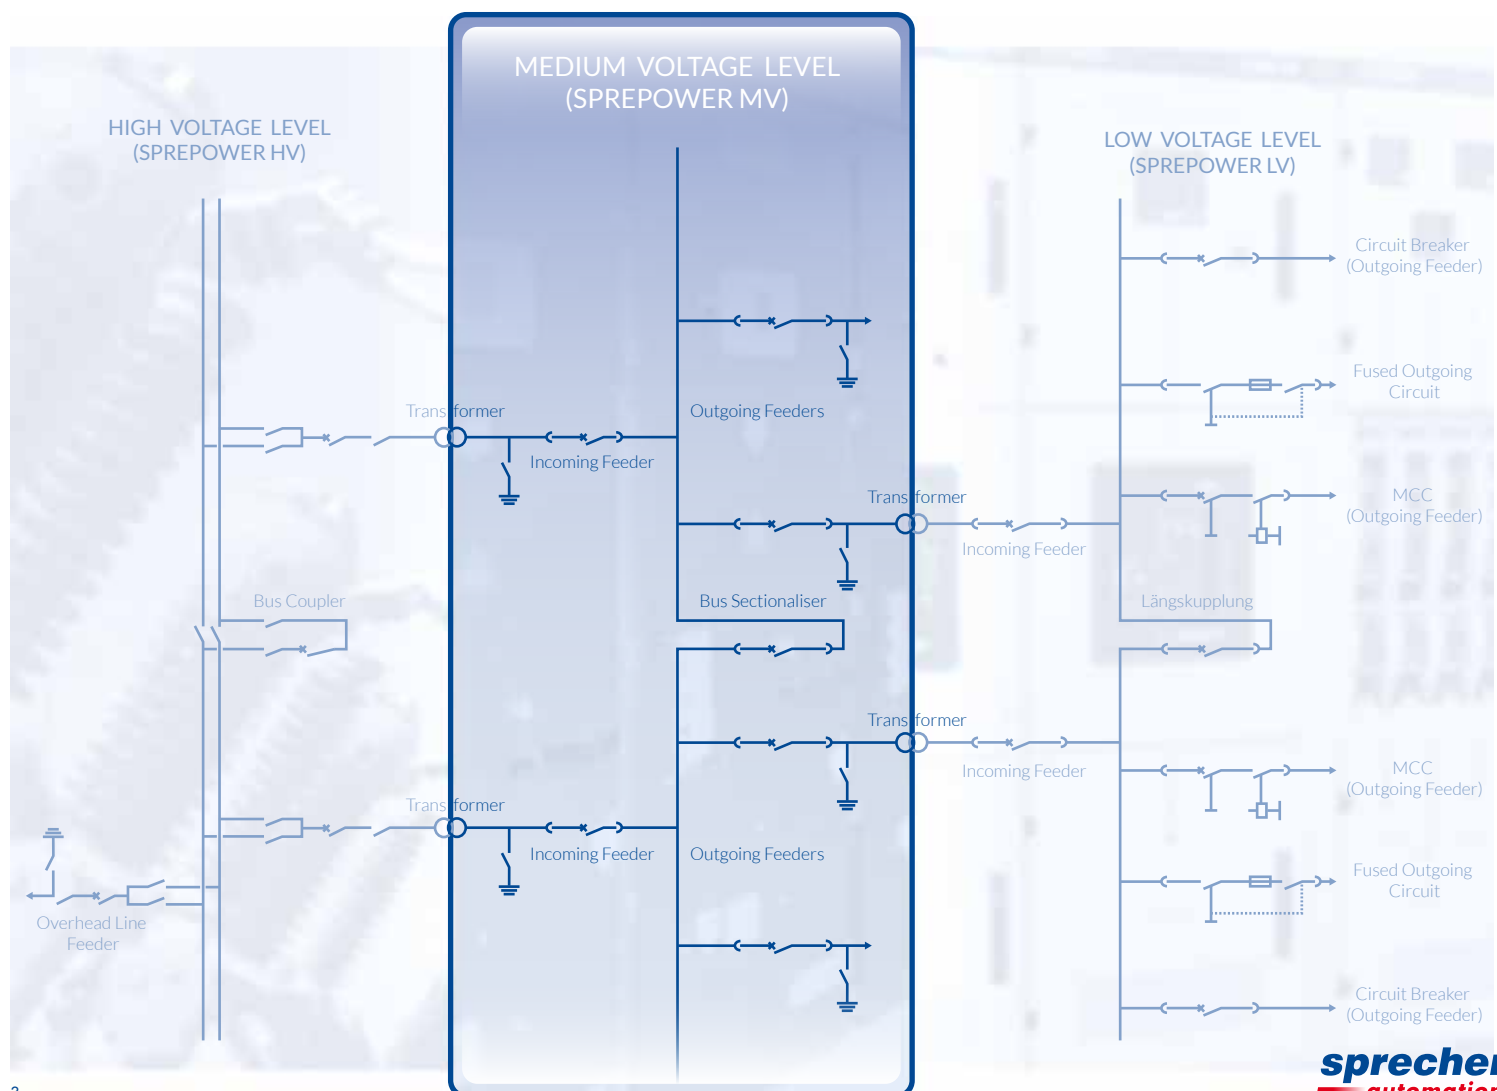 MEDIUM VOLTAGE LEVEL
(SPREPOWER MV)
HIGH VOLTAGE LEVEL
(SPREPOWER HV)
LOW VOLTAGE LEVEL
(SPREPOWER LV)
Circuit Breaker
(Outgoing Feeder)
Fused Outgoing
Circuit
Transformer
Outgoing Feeders
Incoming Feeder
Transformer
MCC
(Outgoing Feeder)
Incoming Feeder
Bus Coupler
Bus Sectionaliser
Längskupplung
Transformer
Incoming Feeder
MCC
(Outgoing Feeder)
Transformer
Incoming Feeder
Outgoing Feeders
Fused Outgoing
Circuit
Overhead Line
Feeder
Circuit Breaker
(Outgoing Feeder)
sprecher
automation